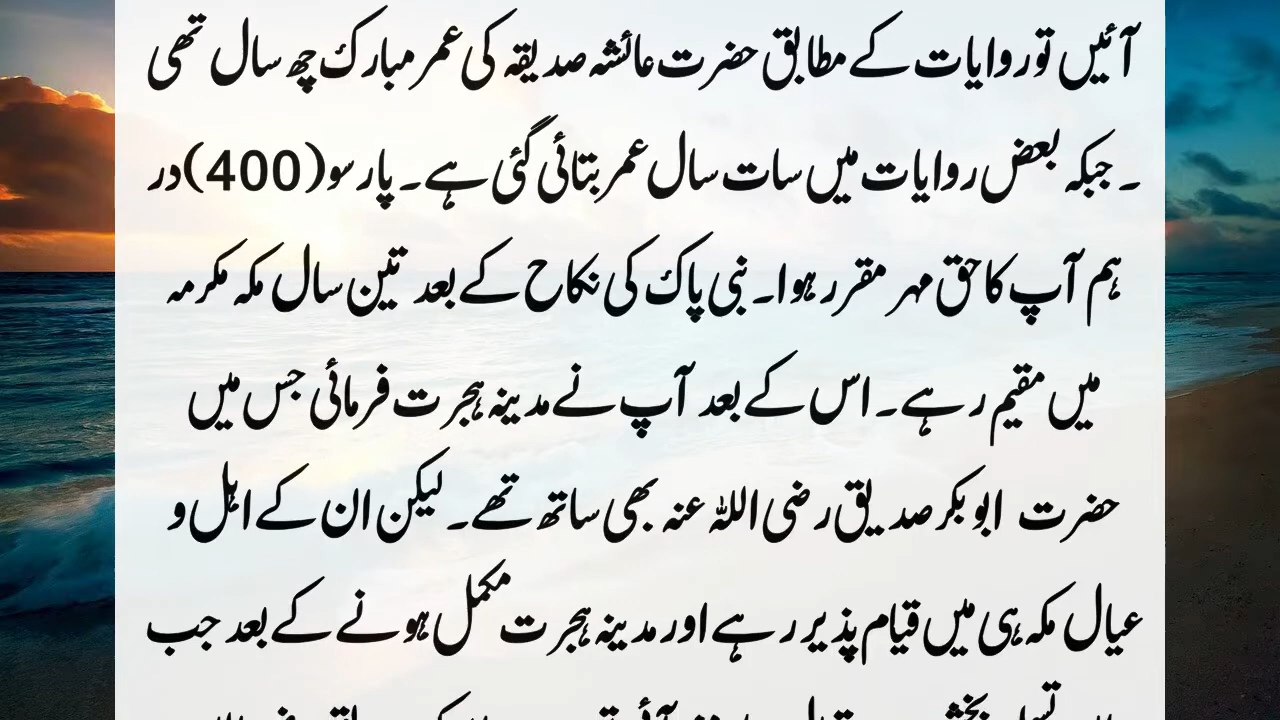 آئیں تو روایات کے مطابق حضرت عائشہ صدیقہ کی عمر مبارک چھ سال تھی
۔ جبکہ بعض روایات میں سات سال عمر بتائی گئی ہے۔ پار سو (400) در
ہم آپ کا حق مہر مقرر ہوا۔ نبی پاک کی نکاح کے بعد تین سال مکہ مکرمہ
میں مقیم رہے۔ اس کے بعد آپ نے مدینہ ہجرت فرمائی جس میں
حضرت ابو بکر صدیق رضی اللہ عنہ بھی ساتھ تھے۔ لیکن ان کے اہل و
عیال مکہ ہی میں قیام پذیر رہے اور مدینہ ہجرت مکمل ہونے کے بعد جب